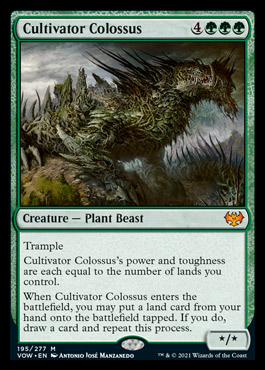 Cultivator Colossus 4
Creature — Plant Beast
Trample
Cultivator Colossus's power and toughness
are each equal to the number of lands you
control.
When Cultivator Colossus enters the
battlefield, you may put a land card from your
hand onto the battlefield tapped. If you do,
draw a card and repeat this process.
*/*
195/277 M
VOW • EN Antonio José Manzanedo
™ & © 2021 Wizards of the Coast